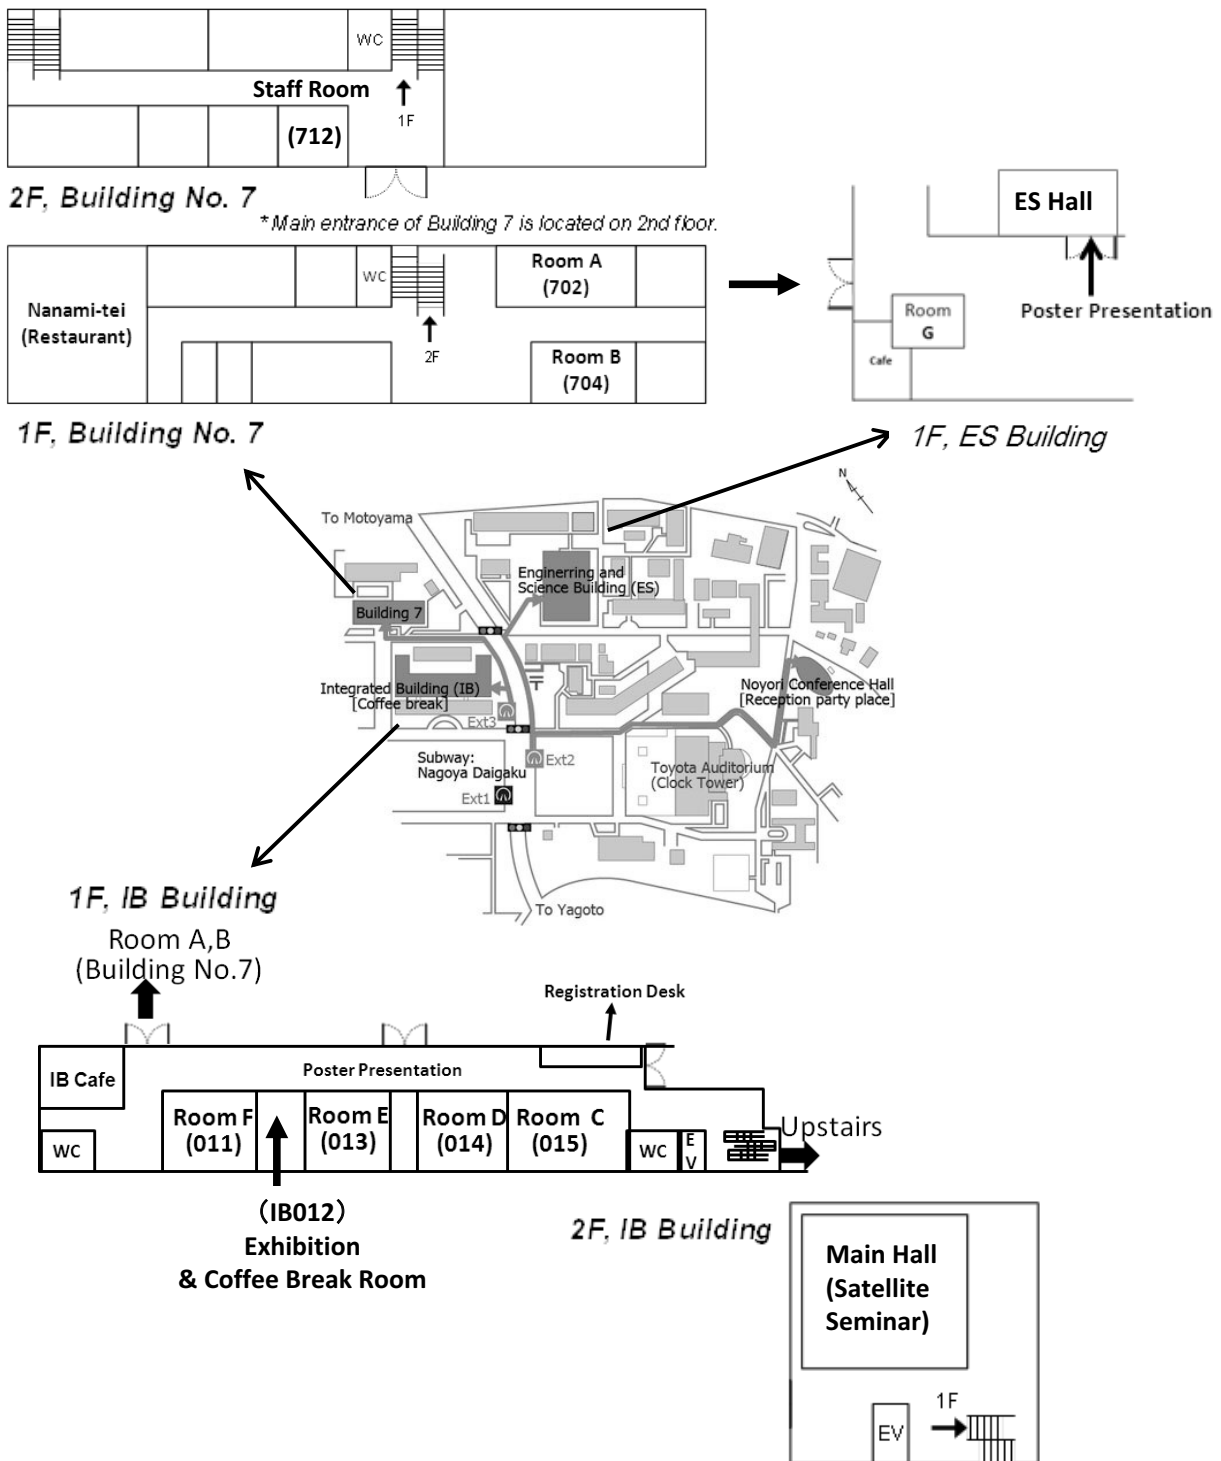 WC
Staff Room
(712)
1F
2F, Building No. 7
* Main entrance of Building 7 is located on 2nd floor.
Nanami-tei
(Restaurant)
WC
2F
Room A
(702)
Room B
(704)
1F, Building No. 7
ES Hall
Room
G
Cafe
Poster Presentation
1F, ES Building
N
To Motoyama
Enginerring and
Science Building (ES)
Building 7
Integrated Building (IB)
[Coffee break]
Ext3
Noyori Conference Hall
[Reception party place]
Subway:
Nagoya Daigaku
Ext2
Ext1
Toyota Auditorium
(Clock Tower)
To Yagoto
1F, IB Building
Room A,B
(Building No.7)
Registration Desk
IB Cafe
Poster Presentation
WC
Room F
(011)
Room E
(013)
Room D
(014)
Room C
(015)
WC
E
V
Upstairs
(IB012)
Exhibition
& Coffee Break Room
2F, IB Building
Main Hall
(Satellite
Seminar)
1F
EV